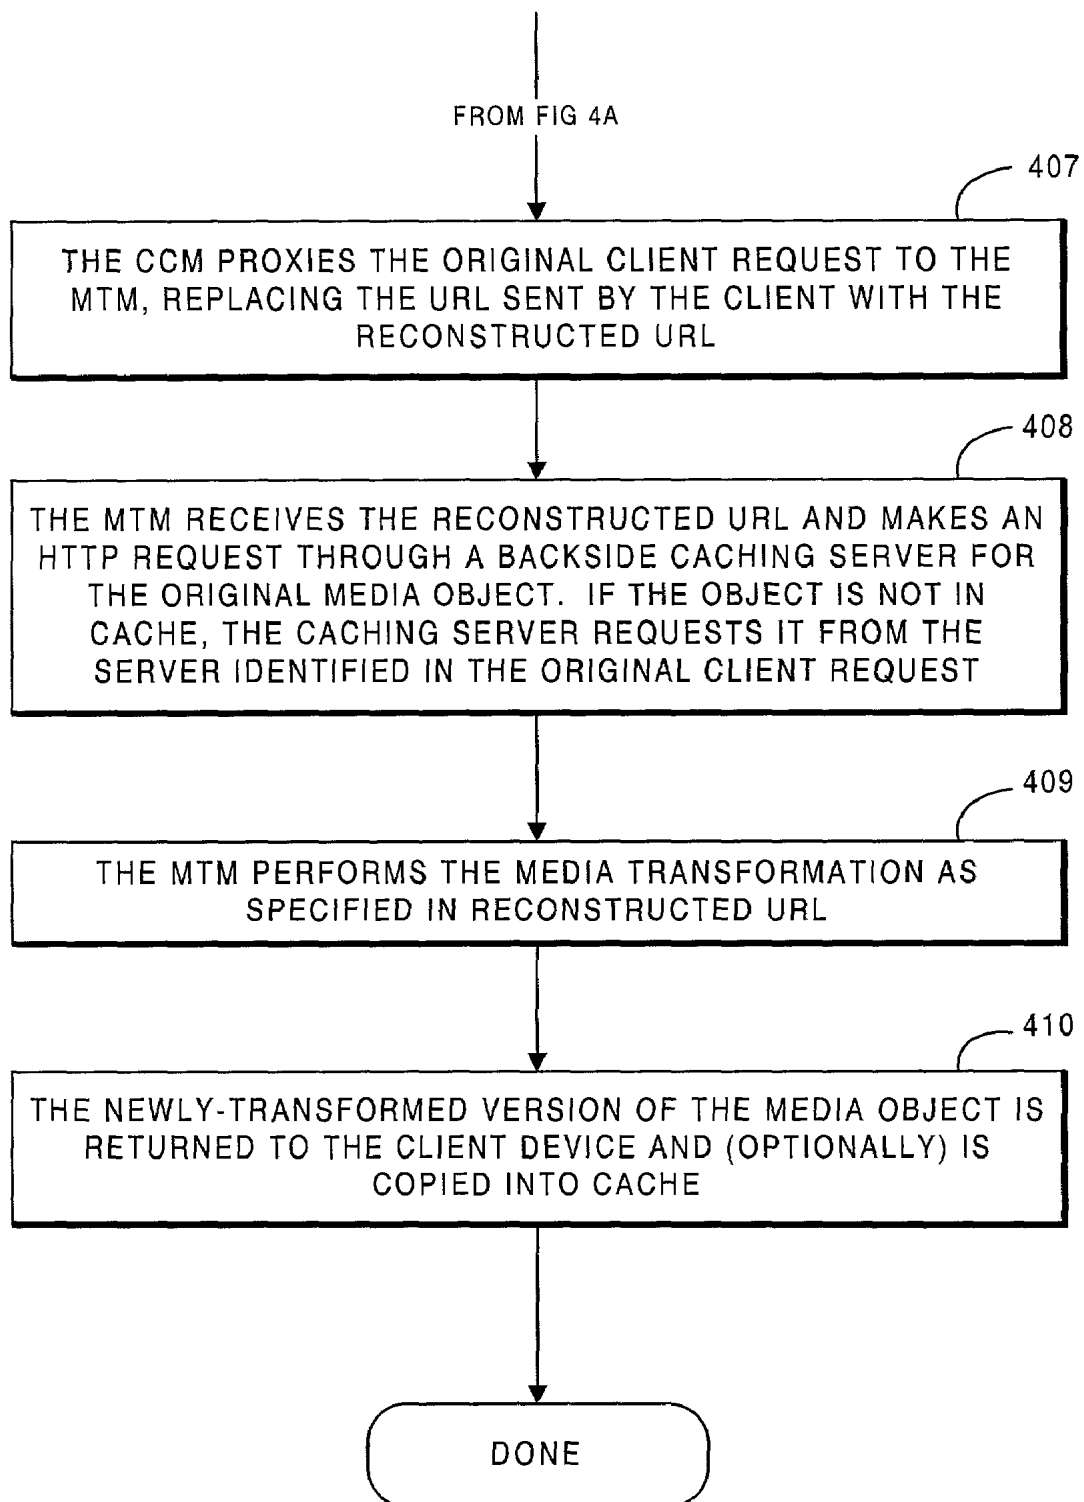 FROM FIG 4A
407
THE CCM PROXIES THE ORIGINAL CLIENT REQUEST TO THE
MTM, REPLACING THE URL SENT BY THE CLIENT WITH THE
RECONSTRUCTED URL
408
THE MTM RECEIVES THE RECONSTRUCTED URL AND MAKES AN
HTTP REQUEST THROUGH A BACKSIDE CACHING SERVER FOR
THE ORIGINAL MEDIA OBJECT. IF THE OBJECT IS NOT IN
CACHE, THE CACHING SERVER REQUESTS IT FROM THE
SERVER IDENTIFIED IN THE ORIGINAL CLIENT REQUEST
409
THE MTM PERFORMS THE MEDIA TRANSFORMATION AS
SPECIFIED IN RECONSTRUCTED URL
410
THE NEWLY-TRANSFORMED VERSION OF THE MEDIA OBJECT IS
RETURNED TO THE CLIENT DEVICE AND (OPTIONALLY) IS
COPIED INTO CACHE
DONE